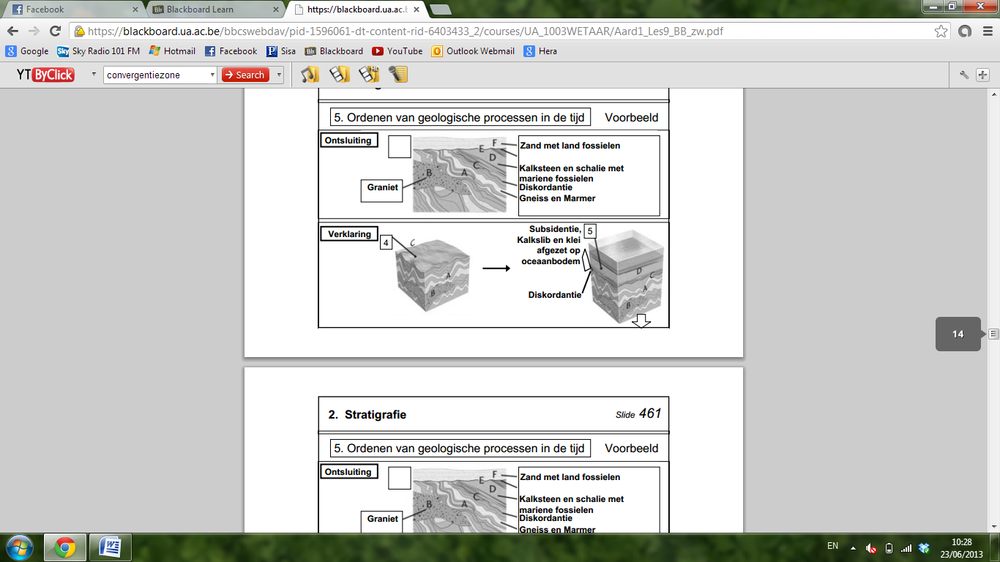 Facebook
Blackboard Learn
https://blackboard.ua.ac.b
https://blackboard.ua.ac.be/bbcswebdav/pid-1596061-dt-content-rid-6403433_2/courses/UA_1003WETAAR/Aard1_Les9_BB_zw.pdf
Google Sky Radio 101 FM Hotmail Facebook Sisa Blackboard YouTube Outlook Webmail Hera
YT ByClick convergentiezone Search
5. Ordenen van geologische processen in de tijd Voorbeeld
Ontsluiting
F
E
D
C
B
A
Graniet
Zand met land fossielen
Kalksteen en schalie met
mariene fossielen
Diskordantie
Gneiss en Marmer
Verklaring
4
C
A
B
Subsidentie,
Kalkslib en klei
afgezet op
oceaanbodem
5
Diskordantie
D
C
A
B
14
2. Stratigrafie Slide 461
5. Ordenen van geologische processen in de tijd Voorbeeld
Ontsluiting
F
E
D
C
B
A
Graniet
Zand met land fossielen
Kalksteen en schalie met
mariene fossielen
Diskordantie
Gneiss en Marmer
EN
10:28
23/06/2013